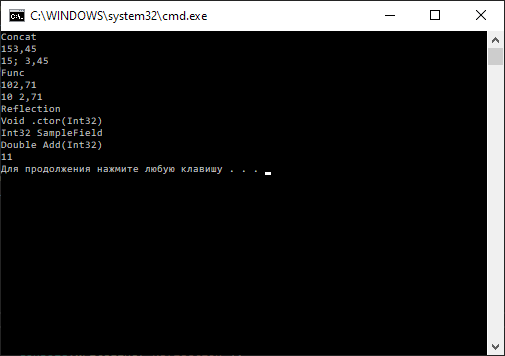 C:\WINDOWS\system32\cmd.exe
Concat
153,45
15; 3,45
Func
102,71
10 2,71
Reflection
Void .ctor(Int32)
Int32 SampleField
Double Add(Int32)
11
Для продолжения нажмите любую клавишу . . .